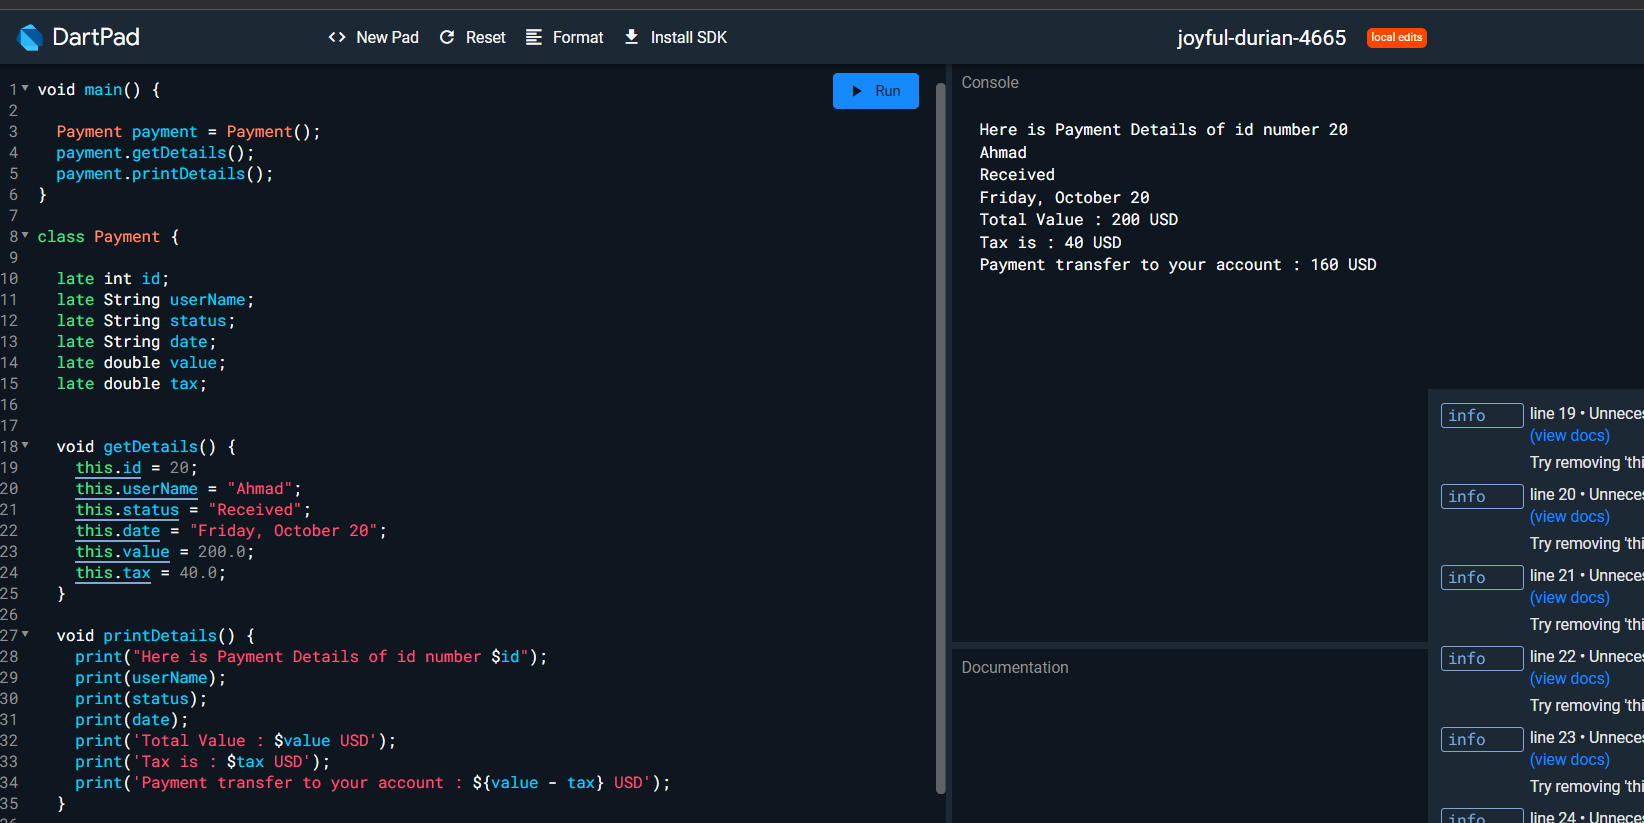 DartPad
New Pad
Reset
Format
Install SDK
joyful-durian-4665
local edits
Run
1 void main() {
2
3 Payment payment = Payment();
4 payment.getDetails();
5 payment.printDetails();
6 }
7
8 class Payment {
9
10 late int id;
11 late String userName;
12 late String status;
13 late String date;
14 late double value;
15 late double tax;
16
17
18 void getDetails() {
19 this.id = 20;
20 this.userName = "Ahmad";
21 this.status = "Received";
22 this.date = "Friday, October 20";
23 this.value = 200.0;
24 this.tax = 40.0;
25 }
26
27 void printDetails() {
28 print("Here is Payment Details of id number $id");
29 print(userName);
30 print(status);
31 print(date);
32 print('Total Value : $value USD');
33 print('Tax is : $tax USD');
34 print('Payment transfer to your account : ${value - tax} USD');
35 }
Console
Here is Payment Details of id number 20
Ahmad
Received
Friday, October 20
Total Value : 200 USD
Tax is : 40 USD
Payment transfer to your account : 160 USD
Documentation
info line 19 • Unneces
(view docs)
Try removing 'thi
info line 20 • Unneces
(view docs)
Try removing 'thi
info line 21 • Unneces
(view docs)
Try removing 'thi
info line 22 • Unneces
(view docs)
Try removing 'thi
info line 23 • Unneces
(view docs)
Try removing 'thi
info line 24 • Unneces